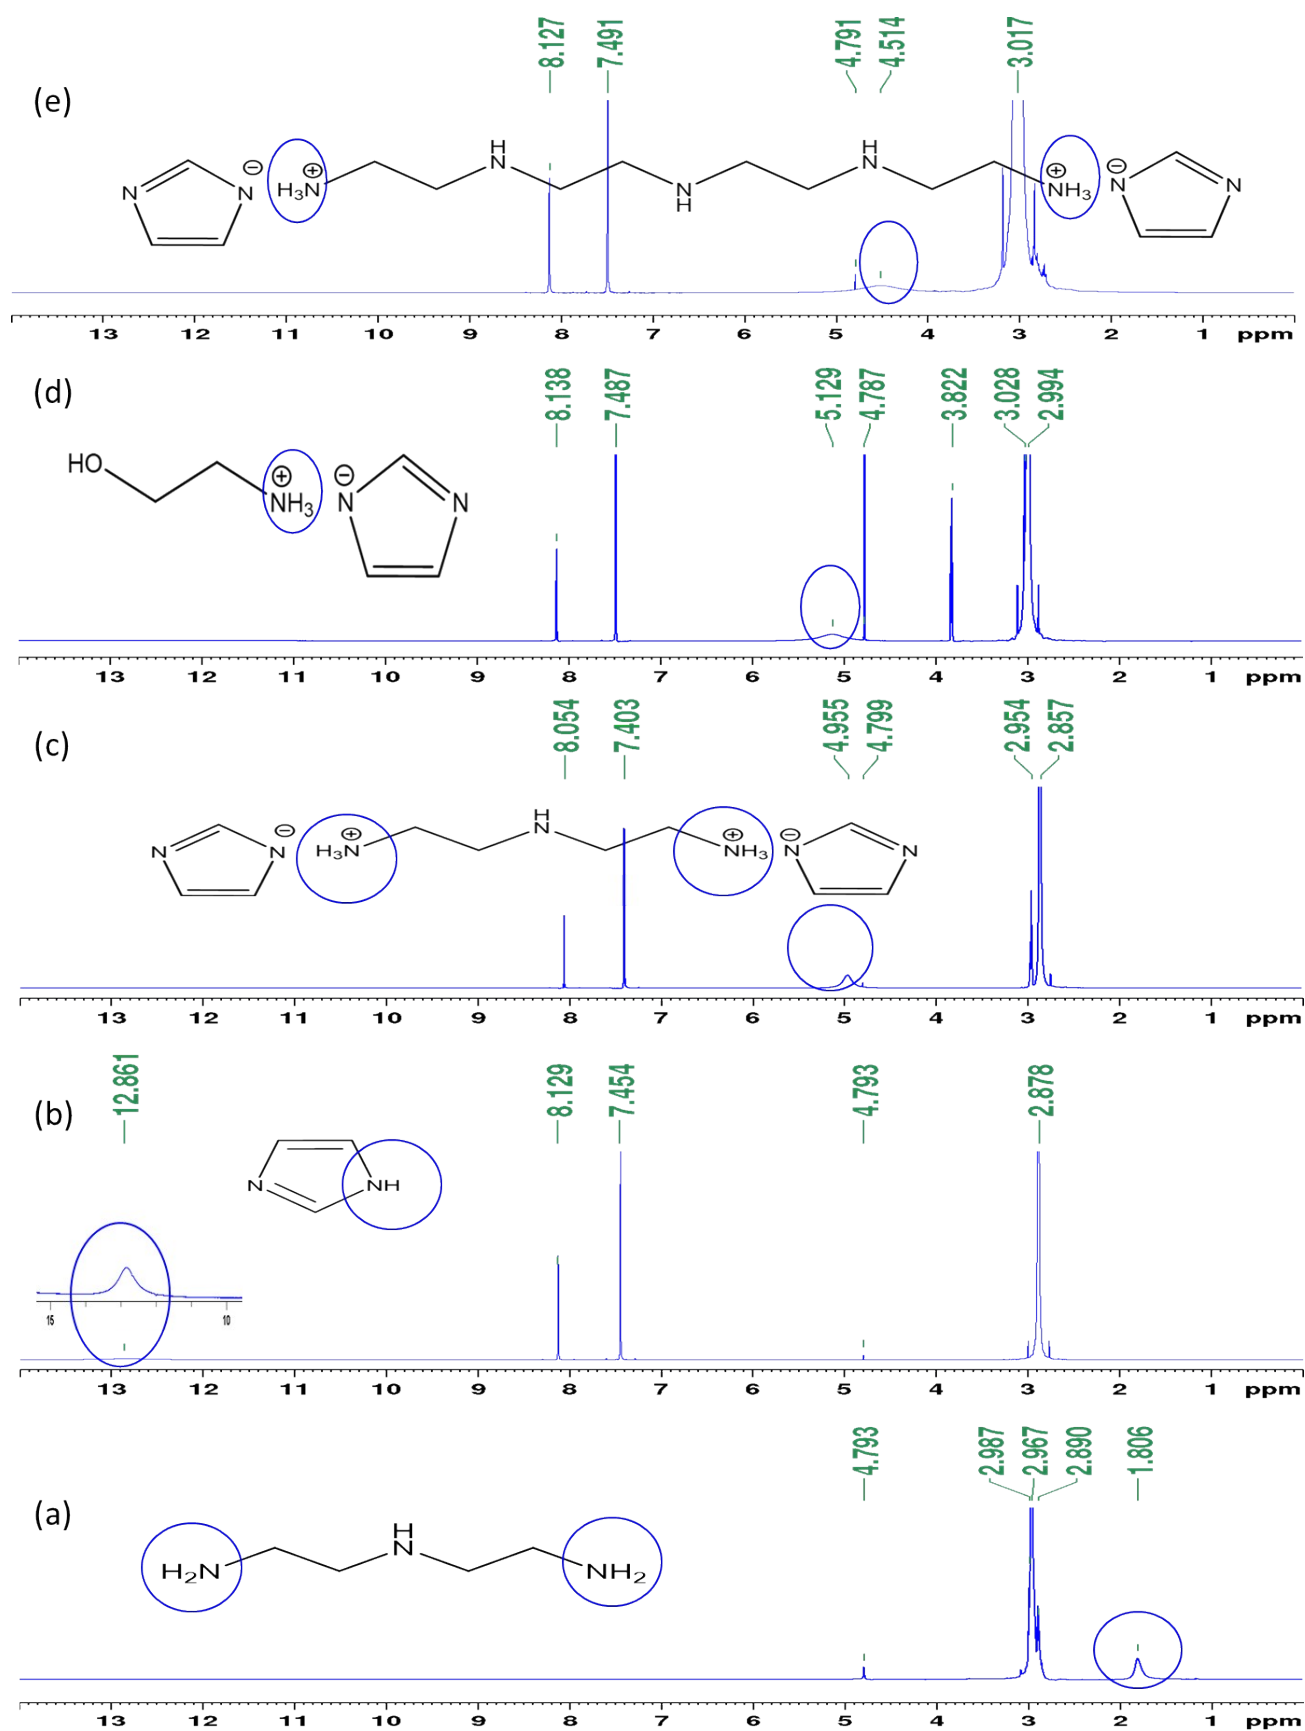 8.127 7.491 4.791 4.514 3.017
(e)
N N ⊖ ⊕ H3N H N N H H N ⊕ NH3 ⊖ N N
13 12 11 10 9 8 7 6 5 4 3 2 1 ppm
(d)
8.138 7.487 5.129 4.787 3.822 3.028 2.994
HO ⊕ NH3 ⊖ N N
13 12 11 10 9 8 7 6 5 4 3 2 1 ppm
(c)
8.054 7.403 4.955 4.799 2.954 2.857
N N ⊖ ⊕ H3N H N ⊕ NH3 ⊖ N N
13 12 11 10 9 8 7 6 5 4 3 2 1 ppm
12.861 8.129 7.454 4.793 2.878
(b)
N NH
15 10
13 12 11 10 9 8 7 6 5 4 3 2 1 ppm
4.793 2.987 2.967 2.890 1.806
(a)
H2N H N NH2
13 12 11 10 9 8 7 6 5 4 3 2 1 ppm